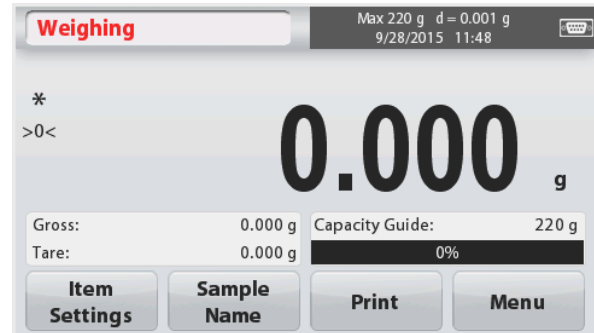 Weighing
Max 220 g d = 0.001 g
9/28/2015 11:48
*
>0<
0.000 g
Gross: 0.000 g
Tare: 0.000 g
Capacity Guide: 220 g
0%
Item
Settings
Sample
Name
Print
Menu